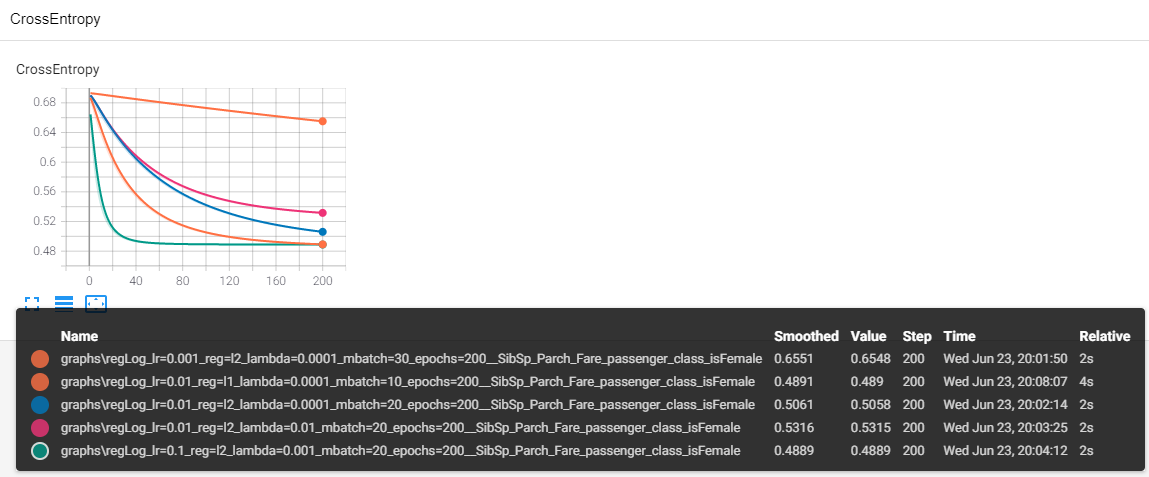 CrossEntropy
CrossEntropy
0.68
0.64
0.6
0.56
0.52
0.48
0 40 80 120 160 200
Name Smoothed Value Step Time Relative
graphs\regLog_lr=0.001_reg=l2_lambda=0.0001_mbatch=30_epochs=200__SibSp_Parch_Fare_passenger_class_isFemale 0.6551 0.6548 200 Wed Jun 23, 20:01:50 2s
graphs\regLog_lr=0.01_reg=l1_lambda=0.0001_mbatch=10_epochs=200__SibSp_Parch_Fare_passenger_class_isFemale 0.4891 0.489 200 Wed Jun 23, 20:08:07 4s
graphs\regLog_lr=0.01_reg=l2_lambda=0.0001_mbatch=20_epochs=200__SibSp_Parch_Fare_passenger_class_isFemale 0.5061 0.5058 200 Wed Jun 23, 20:02:14 2s
graphs\regLog_lr=0.01_reg=l2_lambda=0.01_mbatch=20_epochs=200__SibSp_Parch_Fare_passenger_class_isFemale 0.5316 0.5315 200 Wed Jun 23, 20:03:25 2s
graphs\regLog_lr=0.1_reg=l2_lambda=0.001_mbatch=20_epochs=200__SibSp_Parch_Fare_passenger_class_isFemale 0.4889 0.4889 200 Wed Jun 23, 20:04:12 2s